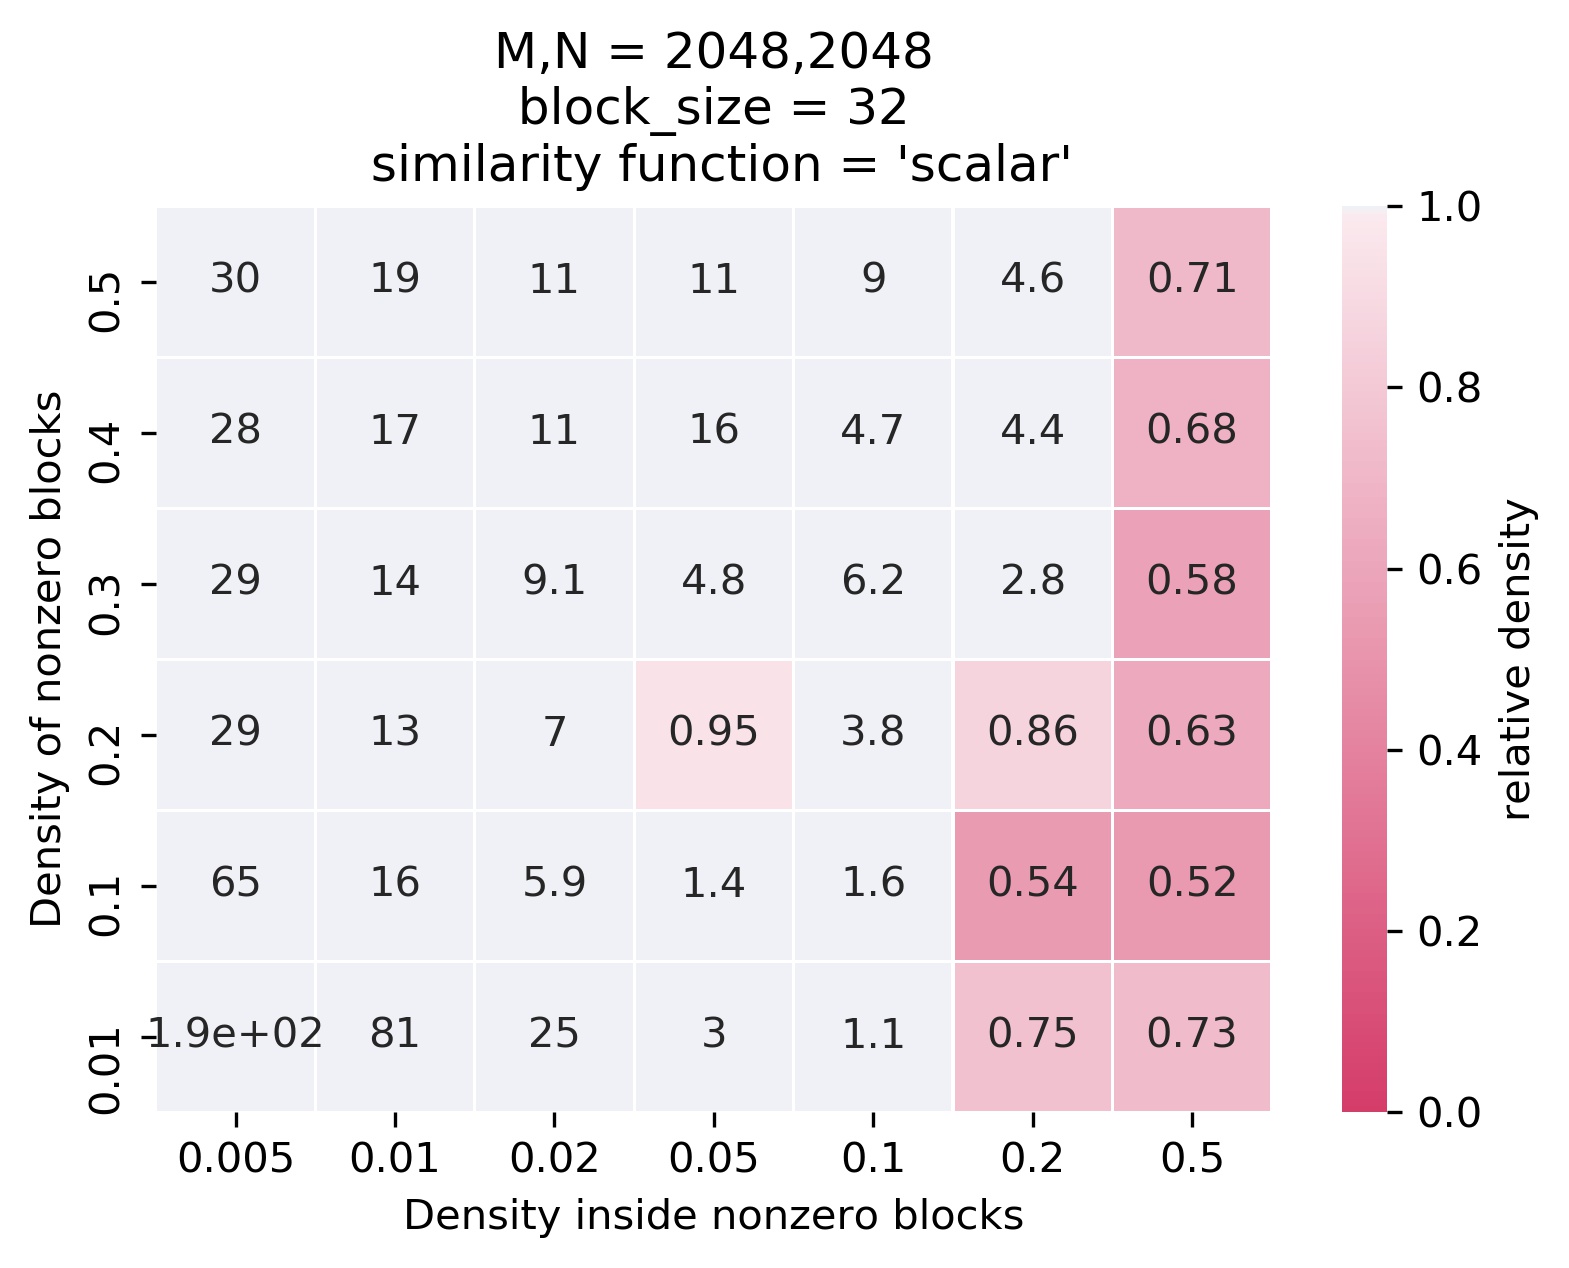 M,N = 2048,2048
block_size = 32
similarity function = 'scalar'
Density of nonzero blocks
0.5 30 19 11 11 9 4.6 0.71
0.4 28 17 11 16 4.7 4.4 0.68
0.3 29 14 9.1 4.8 6.2 2.8 0.58
0.2 29 13 7 0.95 3.8 0.86 0.63
0.1 65 16 5.9 1.4 1.6 0.54 0.52
0.01 1.9e+02 81 25 3 1.1 0.75 0.73
0.005 0.01 0.02 0.05 0.1 0.2 0.5
Density inside nonzero blocks
1.0
0.8
0.6
0.4
0.2
0.0
relative density